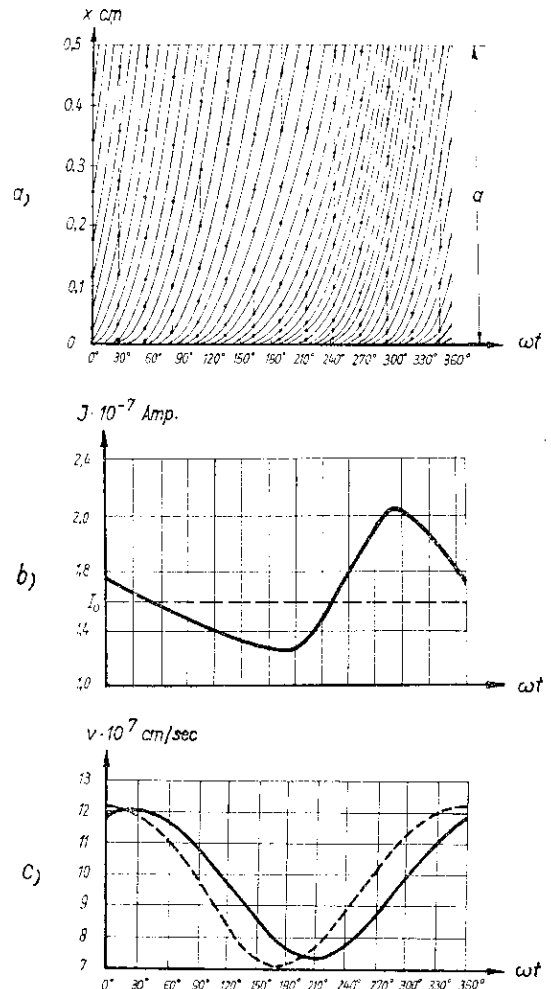 x cm
0,5
0,4
0,3
0,2
0,1
0
a)
a
0° 30° 60° 90° 120° 150° 180° 210° 240° 270° 300° 330° 360° ωt
J·10⁻⁷ Amp.
2,4
2,0
1,8
I₀
1,4
1,0
b)
ωt
v·10⁷ cm/sec
13
12
11
10
9
8
7
c)
0° 30° 60° 90° 120° 150° 180° 210° 240° 270° 300° 330° 360° ωt